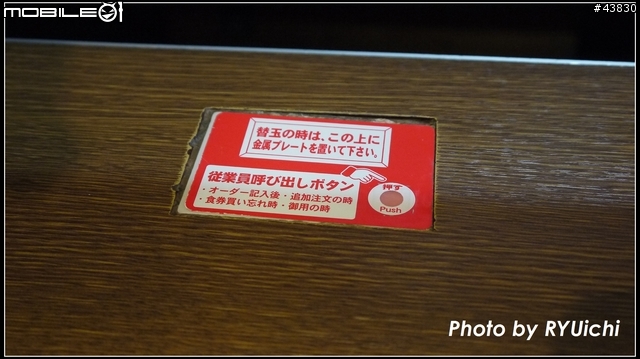 MOBILE01
#43830
替玉の時は、この上に
金属プレートを置いて下さい。
従業員呼び出しボタン
・オーダー記入後・追加注文の時
・食券買い忘れ時・御用の時
押す
Push
Photo by RYUichi